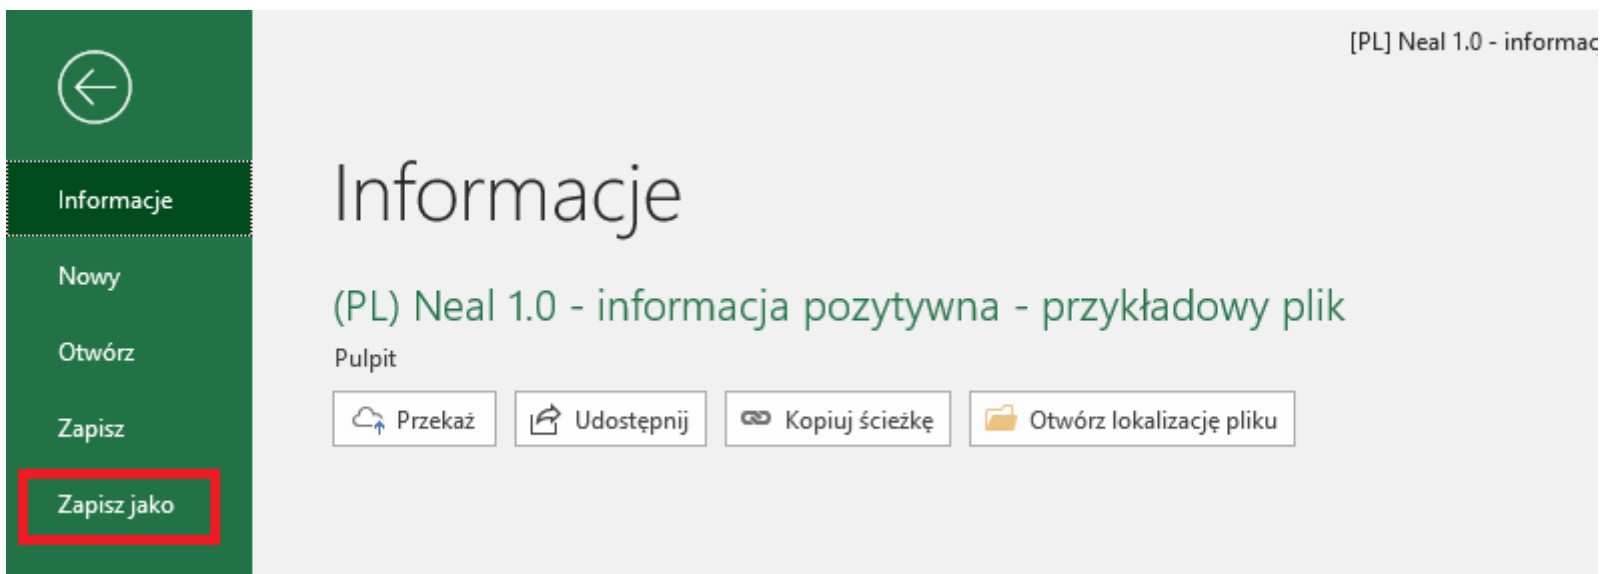 [PL] Neal 1.0 - informac
Informacje
Nowy
Otwórz
Zapisz
Zapisz jako
Informacje
(PL) Neal 1.0 - informacja pozytywna - przykładowy plik
Pulpit
Przekaż Udostępnij Kopiuj ścieżkę Otwórz lokalizację pliku